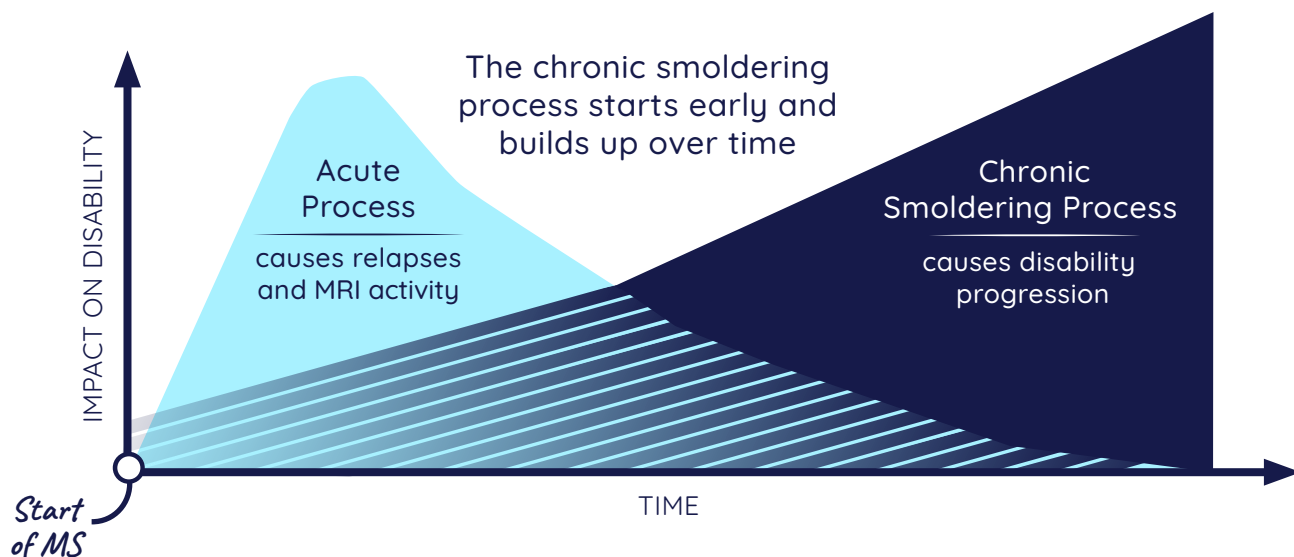 The chronic smoldering
process starts early and
builds up over time
IMPACT ON DISABILITY
Acute
Process
causes relapses
and MRI activity
Chronic
Smoldering Process
causes disability
progression
TIME
Start
of MS